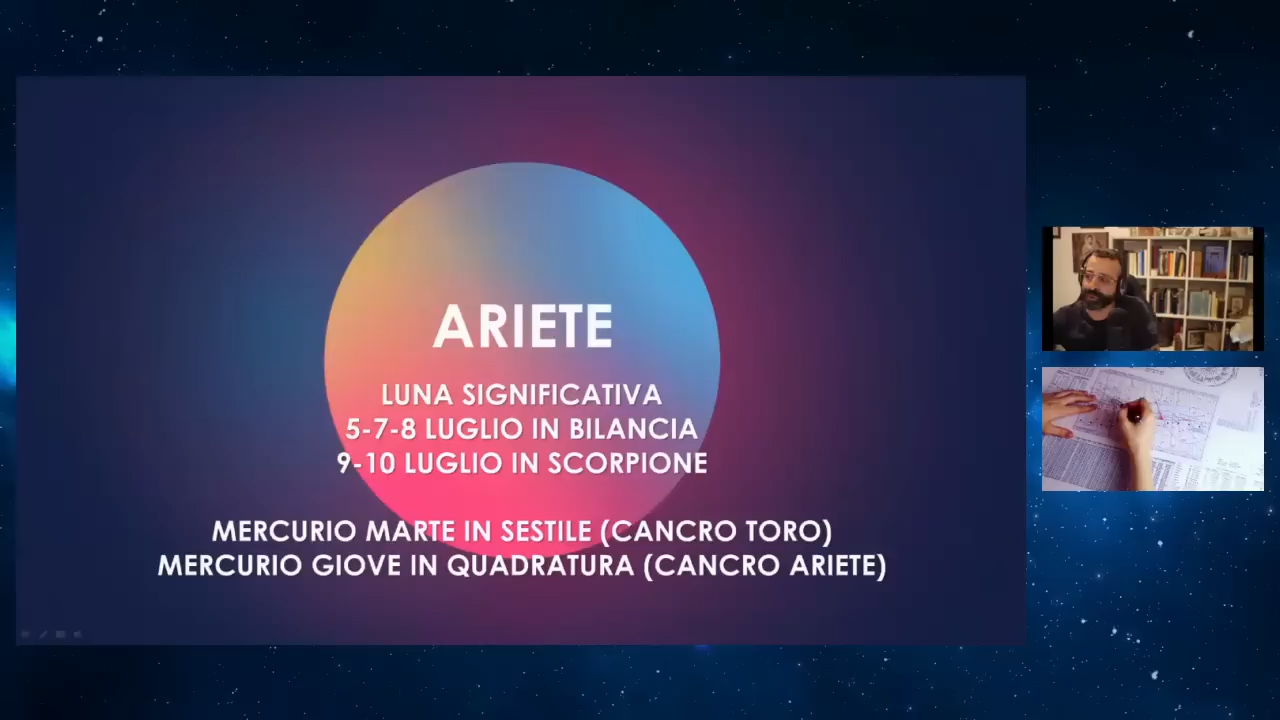 ARIETE
LUNA SIGNIFICATIVA
5-7-8 LUGLIO IN BILANCIA
9-10 LUGLIO IN SCORPIONE
MERCURIO MARTE IN SESTILE (CANCRO TORO)
MERCURIO GIOVE IN QUADRATURA (CANCRO ARIETE)